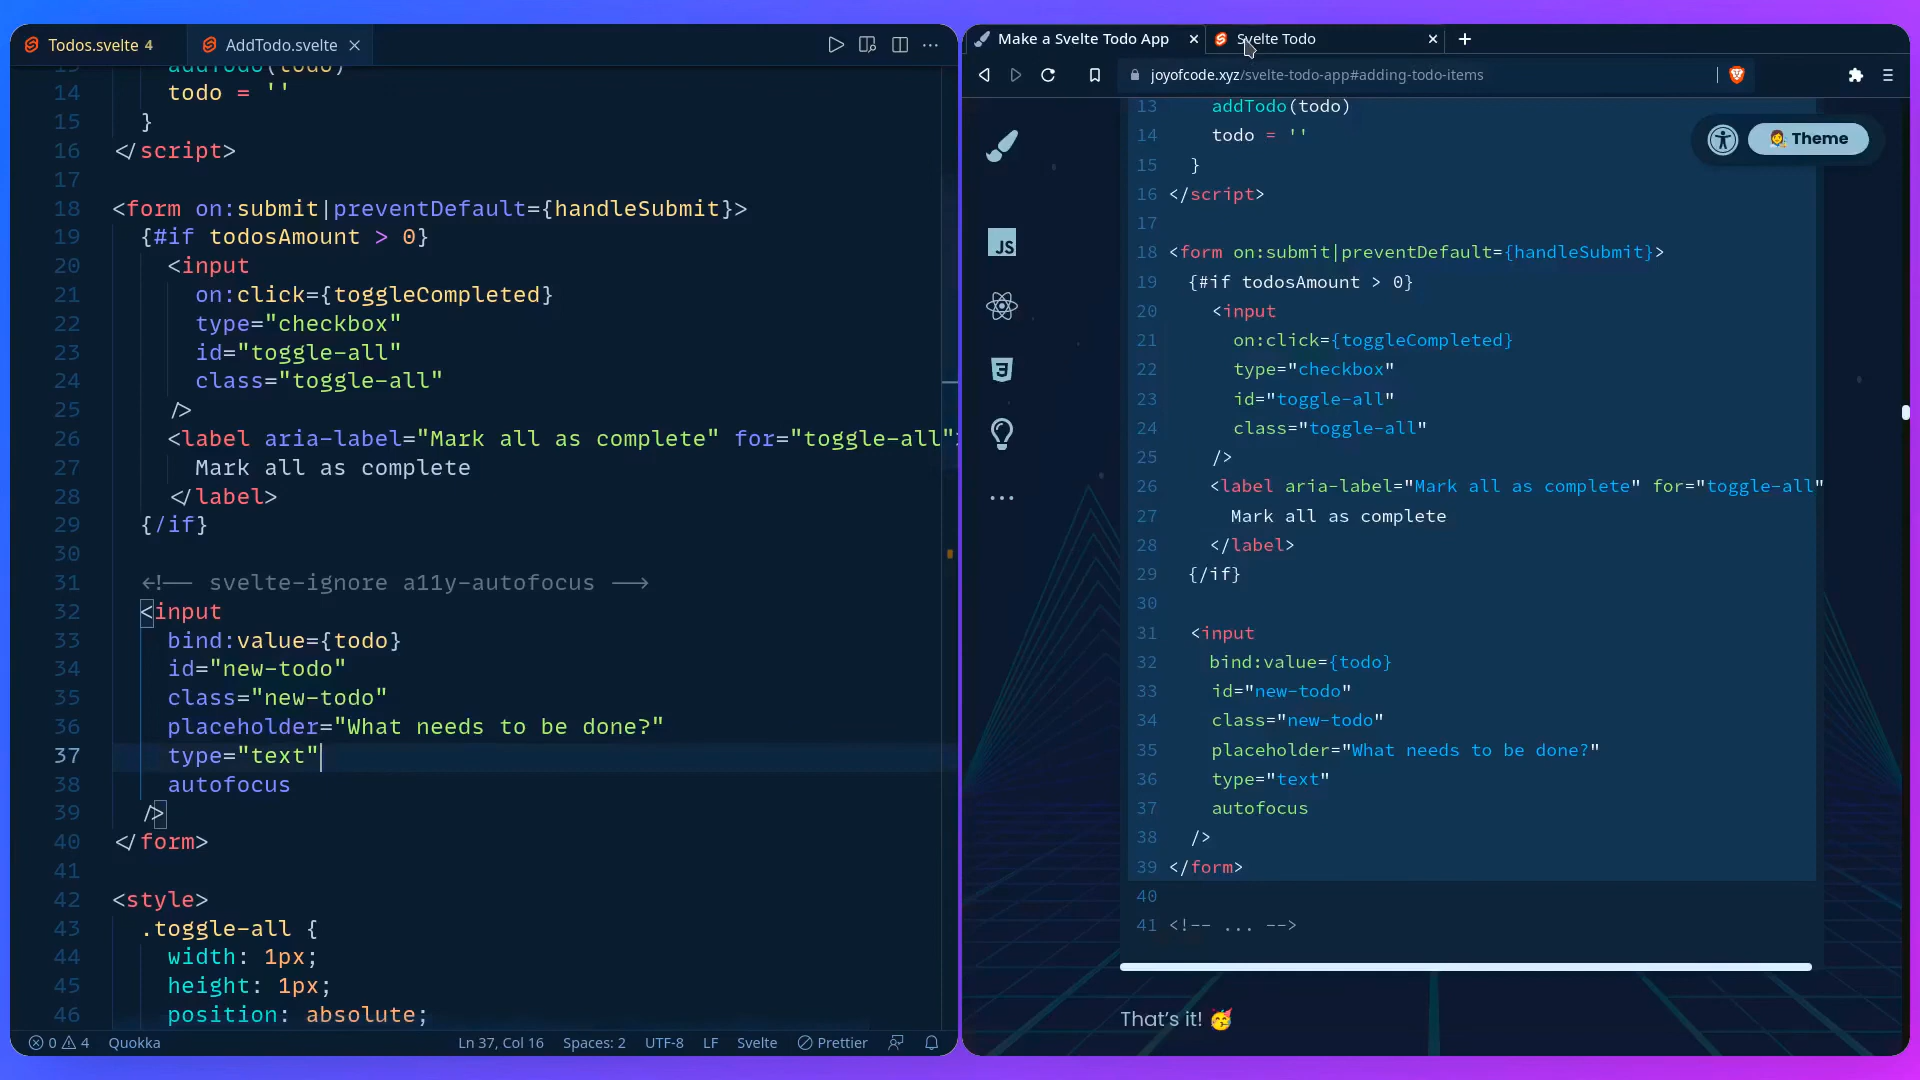 Todos.svelte 4
AddTodo.svelte
13 addTodo(todo)
14 todo = ''
15 }
16 </script>
17
18 <form on:submit|preventDefault={handleSubmit}>
19 {#if todosAmount > 0}
20 <input
21 on:click={toggleCompleted}
22 type="checkbox"
23 id="toggle-all"
24 class="toggle-all"
25 />
26 <label aria-label="Mark all as complete" for="toggle-all">
27 Mark all as complete
28 </label>
29 {/if}
30
31 <!-- svelte-ignore a11y-autofocus -->
32 <input
33 bind:value={todo}
34 id="new-todo"
35 class="new-todo"
36 placeholder="What needs to be done?"
37 type="text"
38 autofocus
39 />
40 </form>
41
42 <style>
43 .toggle-all {
44 width: 1px;
45 height: 1px;
46 position: absolute;
0 4 Quokka Ln 37, Col 16 Spaces: 2 UTF-8 LF Svelte Prettier
Make a Svelte Todo App
Svelte Todo
joyofcode.xyz/svelte-todo-app#adding-todo-items
Theme
JS
13 addTodo(todo)
14 todo = ''
15 }
16 </script>
17
18 <form on:submit|preventDefault={handleSubmit}>
19 {#if todosAmount > 0}
20 <input
21 on:click={toggleCompleted}
22 type="checkbox"
23 id="toggle-all"
24 class="toggle-all"
25 />
26 <label aria-label="Mark all as complete" for="toggle-all"
27 Mark all as complete
28 </label>
29 {/if}
30
31 <input
32 bind:value={todo}
33 id="new-todo"
34 class="new-todo"
35 placeholder="What needs to be done?"
36 type="text"
37 autofocus
38 />
39 </form>
40
41 <!-- ... -->
That's it! 🥳